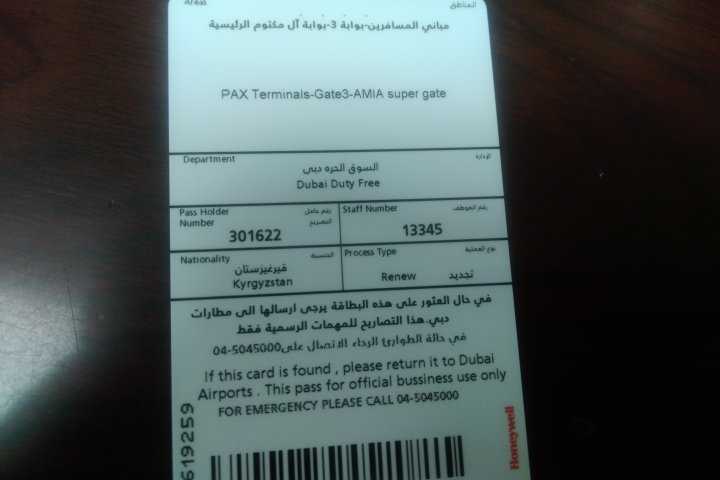 Areas المناطق
مباني المسافرين-بوابة 3-بوابة آل مكتوم الرئيسية
PAX Terminals-Gate3-AMIA super gate
Department الإدارة
السوق الحره دبي
Dubai Duty Free
Pass Holder Number رقم حامل التصريح
301622
Staff Number رقم الموظف
13345
Nationality الجنسية
قيرغيزستان
Kyrgyzstan
Process Type نوع العملية
Renew تجديد
في حال العثور على هذه البطاقة يرجى ارسالها الى مطارات
دبي.هذا التصاريح للمهمات الرسمية فقط
في حالة الطوارئ الرجاء الاتصال على04-5045000
If this card is found , please return it to Dubai
Airports . This pass for official bussiness use only
FOR EMERGENCY PLEASE CALL 04-5045000
619259
Honeywell